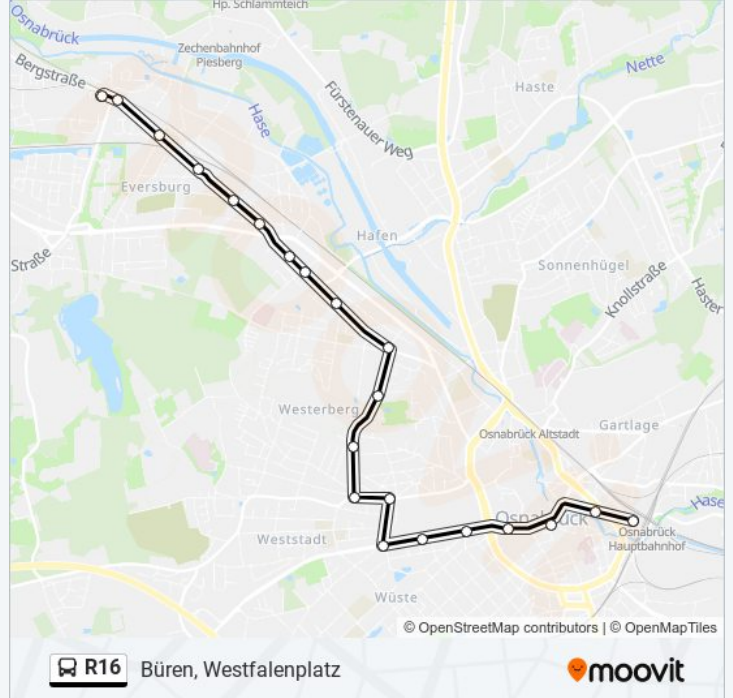 Hp. Schlammteich
Osnabrück
Zechenbahnhof
Piesberg
Bergstraße
Nette
Haste
Fürstenauer Weg
Hase
Eversburg
Hafen
Straße
Sonnenhügel
Knollstraße
Haster
Westerberg
Gartlage
Osnabrück Altstadt
Hase
Osnabrück
Osnabrück
Hauptbahnhof
Weststadt
Wüste
© OpenStreetMap contributors | © OpenMapTiles
R16 Büren, Westfalenplatz
moovit